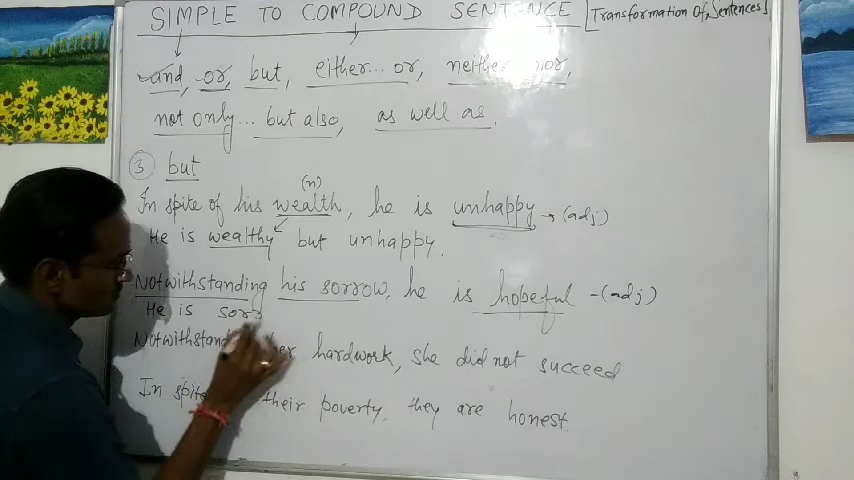 SIMPLE TO COMPOUND SENTENCE [Transformation Of Sentences]
and, or, but, either... or, neither nor,
not only... but also, as well as.
3 but
(n)
In spite of his wealth, he is unhappy → (adj)
He is wealthy but unhappy.
Notwithstanding his sorrow, he is hopeful - (adj)
He is sorr
hardwork, she did not succeed
In their poverty, they are honest.